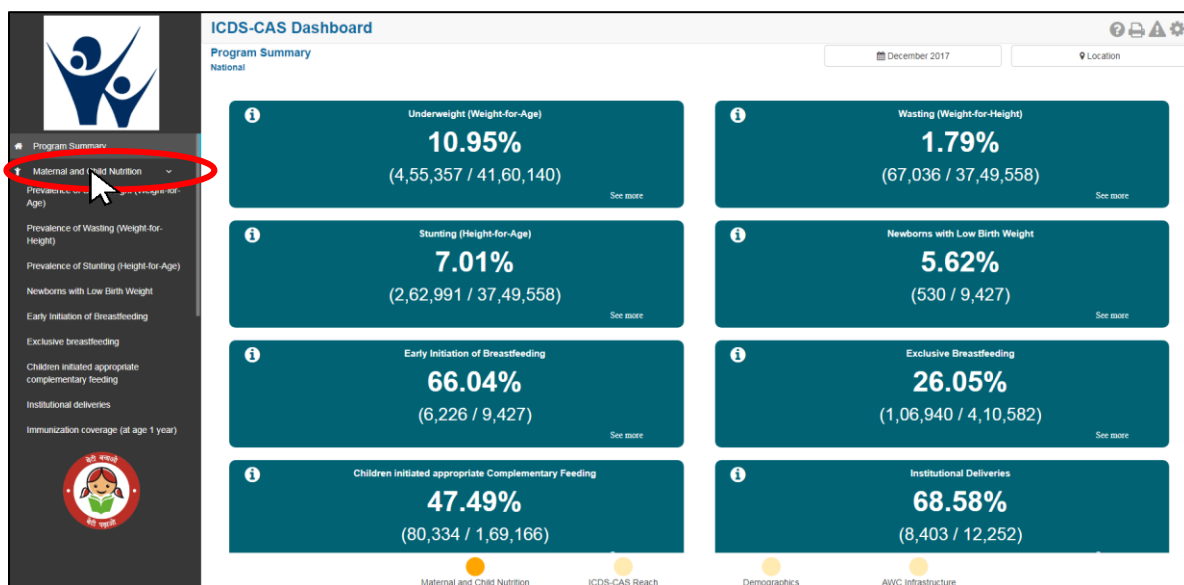 ICDS-CAS Dashboard
Program Summary
National
December 2017
Location
Program Summary
Maternal and Child Nutrition
Prevalence of (Weight-for-
Age)
Prevalence of Wasting (Weight-for-
Height)
Prevalence of Stunting (Height-for-Age)
Newborns with Low Birth Weight
Early Initiation of Breastfeeding
Exclusive breastfeeding
Children initiated appropriate
complementary feeding
Institutional deliveries
Immunization coverage (at age 1 year)
बेटी बचाओ
बेटी पढ़ाओ
Underweight (Weight-for-Age)
10.95%
(4,55,357 / 41,60,140)
See more
Wasting (Weight-for-Height)
1.79%
(67,036 / 37,49,558)
See more
Stunting (Height-for-Age)
7.01%
(2,62,991 / 37,49,558)
See more
Newborns with Low Birth Weight
5.62%
(530 / 9,427)
See more
Early Initiation of Breastfeeding
66.04%
(6,226 / 9,427)
See more
Exclusive Breastfeeding
26.05%
(1,06,940 / 4,10,582)
See more
Children initiated appropriate Complementary Feeding
47.49%
(80,334 / 1,69,166)
Institutional Deliveries
68.58%
(8,403 / 12,252)
Maternal and Child Nutrition
ICDS-CAS Reach
Demographics
AWC Infrastructure